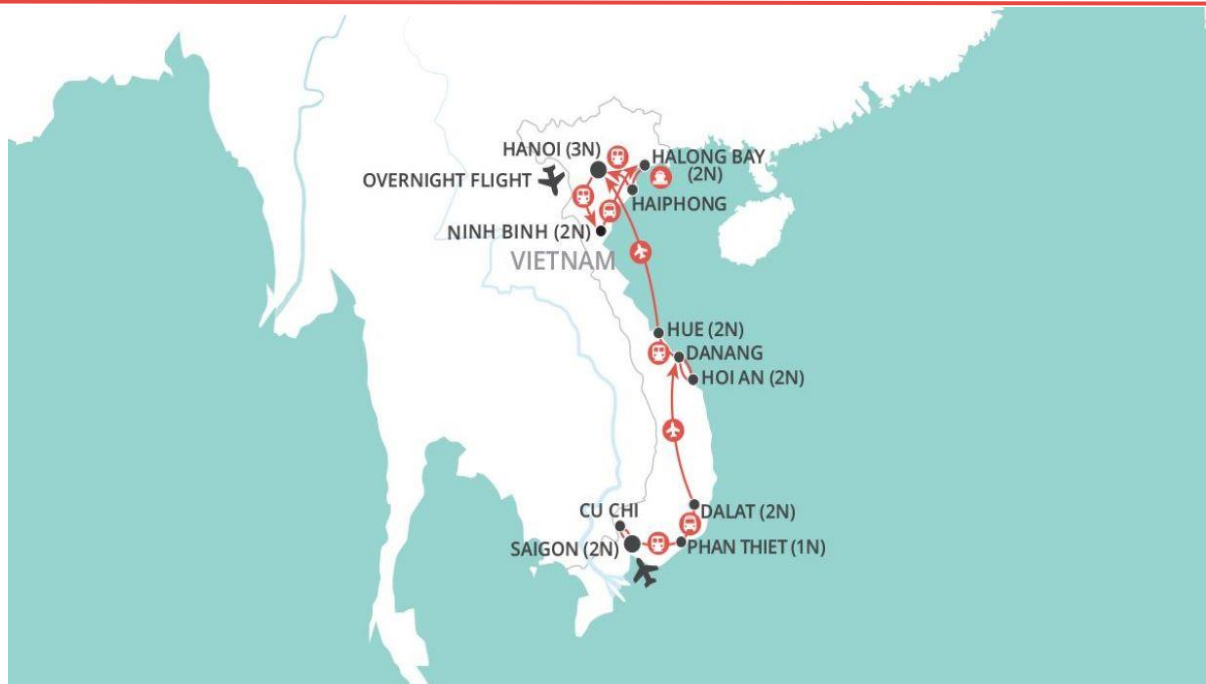 HANOI (3N)
HALONG BAY
(2N)
OVERNIGHT FLIGHT
HAIPHONG
NINH BINH (2N)
VIETNAM
HUE (2N)
DANANG
HOI AN (2N)
CU CHI
DALAT (2N)
SAIGON (2N)
PHAN THIET (1N)